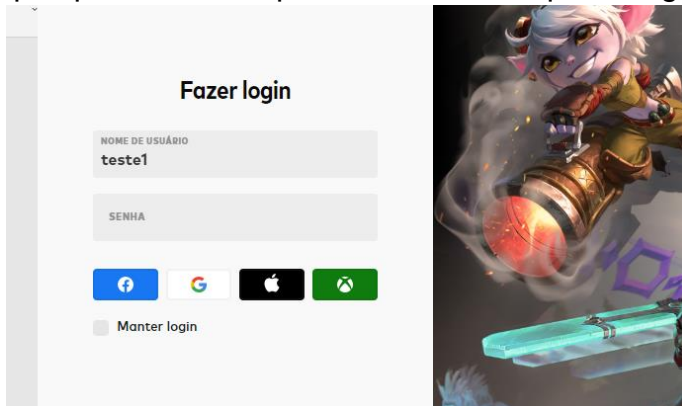 Fazer login
NOME DE USUÁRIO
teste1
SENHA
Manter login